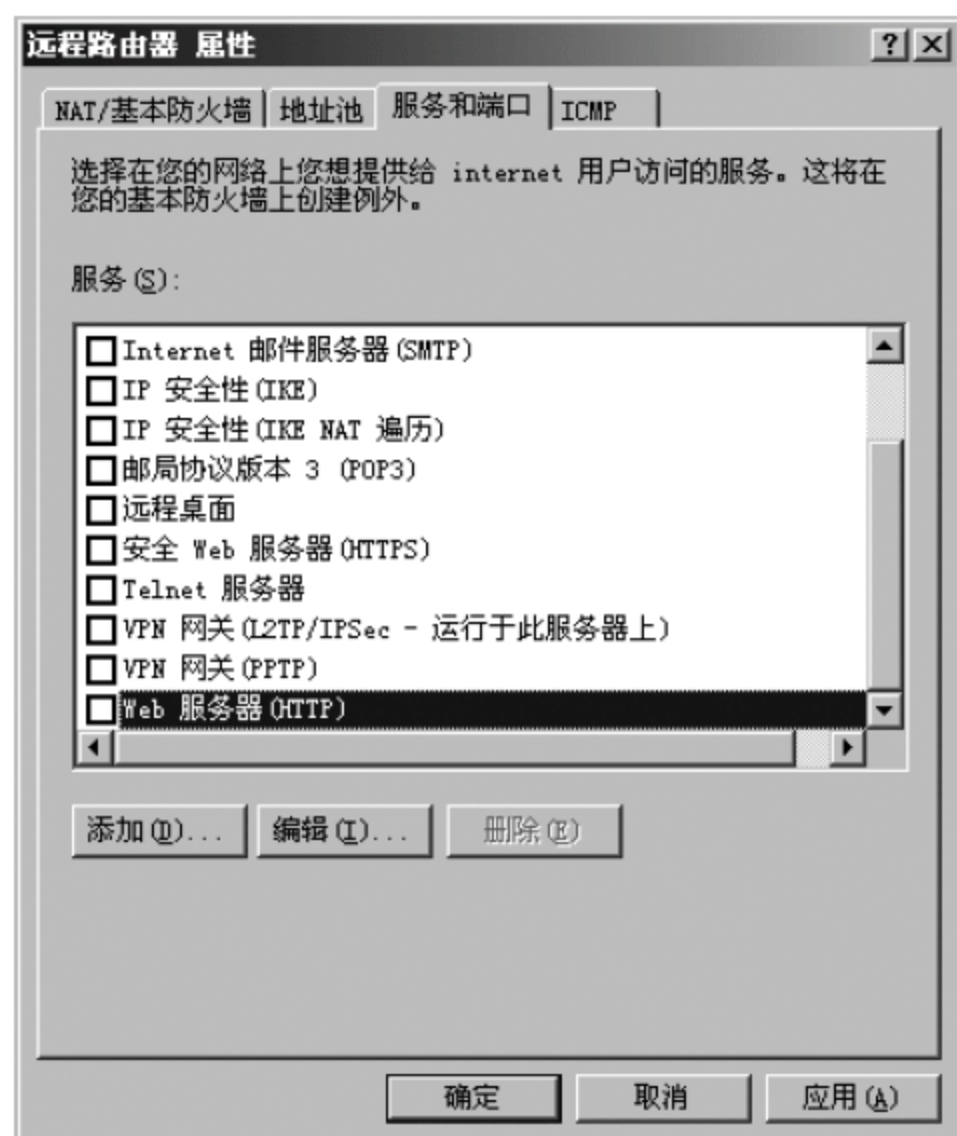 远程路由器 属性
NAT/基本防火墙 地址池 服务和端口 ICMP
选择在您的网络上您想提供给 internet 用户访问的服务。这将在
您的基本防火墙上创建例外。
服务(S):
Internet 邮件服务器(SMTP)
IP 安全性(IKE)
IP 安全性(IKE NAT 遍历)
邮局协议版本 3 (POP3)
远程桌面
安全 Web 服务器(HTTPS)
Telnet 服务器
VPN 网关(L2TP/IPSec - 运行于此服务器上)
VPN 网关(PPTP)
Web 服务器(HTTP)
添加(D)... 编辑(I)... 删除(E)
确定 取消 应用(A)